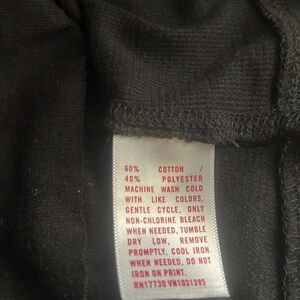 60% COTTON /
40% POLYESTER
MACHINE WASH COLD
WITH LIKE COLORS,
GENTLE CYCLE, ONLY
NON-CHLORINE BLEACH
WHEN NEEDED, TUMBLE
DRY LOW, REMOVE
PROMPTLY, COOL IRON
WHEN NEEDED, DO NOT
IRON ON PRINT.
RN17730 VN1031395